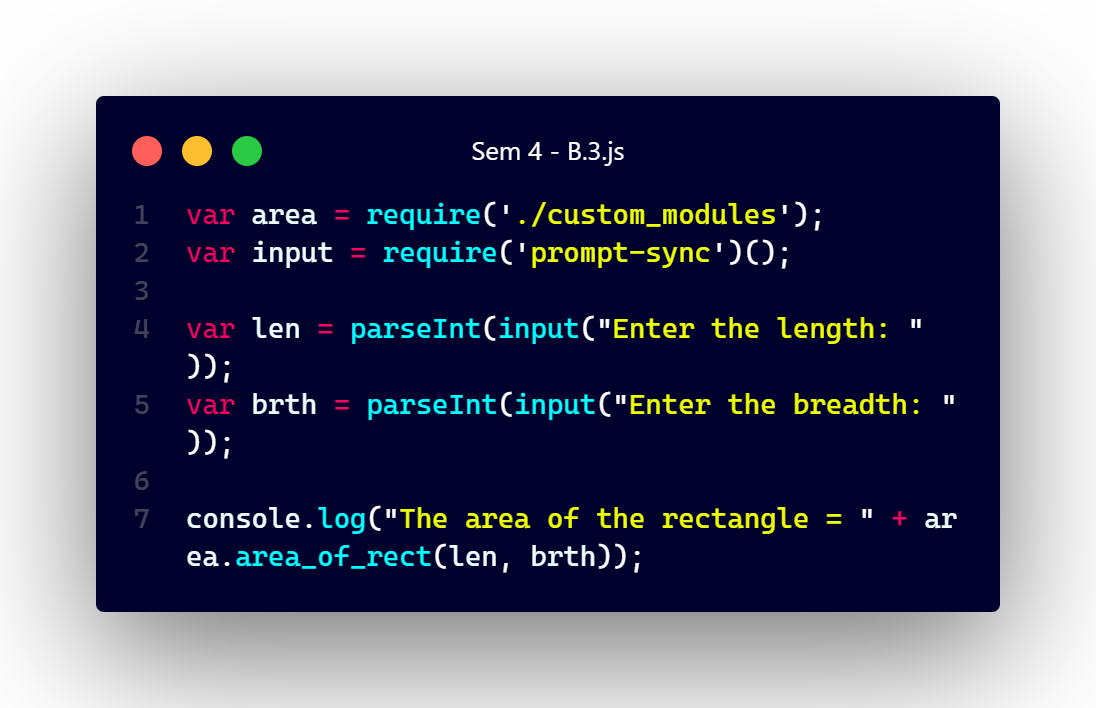 Sem 4 - B.3.js
1 var area = require('./custom_modules');
2 var input = require('prompt-sync')();
3
4 var len = parseInt(input("Enter the length: "
));
5 var brth = parseInt(input("Enter the breadth: "
));
6
7 console.log("The area of the rectangle = " + ar
ea.area_of_rect(len, brth));